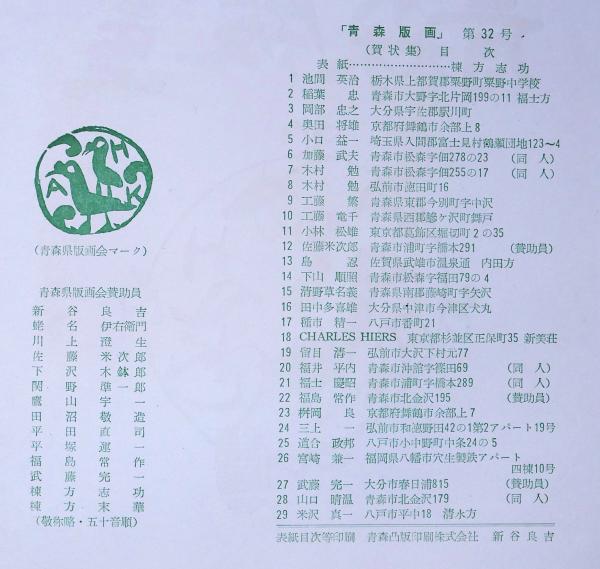 「青森版画」 第32号
(賀状集) 目次
表紙…………………………棟方志功
1 池間英治 栃木県上都賀郡粟野町粟野中学校
2 稲葉忠 青森市大野字北片岡199の11 福士方
3 岡部忠之 大分県宇佐郡駅川町
4 奥田将雄 京都府舞鶴市余部上8
5 小口益一 埼玉県入間郡富士見村鶴瀬団地123〜4
6 加藤武夫 青森市松森字佃278の23 (同人)
7 木村勉 青森市松森字佃255の17 (同人)
8 木村勉 弘前市徳田町16
9 工藤繁 青森県東郡今別町字中沢
10 工藤竜千 青森県西郡鰺ケ沢町舞戸
11 小林松雄 東京都葛飾区堀切町2の35
12 佐藤米次郎 青森市浦町字橋本291 (賛助員)
13 島忍 佐賀県武雄市温泉通 内田方
14 下山順照 青森市松森字福田79の4
15 清野草名義 青森県南郡藤崎町字矢沢
16 田中多喜雄 大分県中津市今津区犬丸
17 種市精一 八戸市番町21
18 CHARLES HIERS 東京都杉並区正保町35 新美荘
19 留目清一 弘前市大沢下村元77
20 福井平内 青森市沖舘字篠田69 (同人)
21 福士慶昭 青森市浦町字橋本289 (同人)
22 福島常作 青森市北金沢195 (賛助員)
23 桝岡良 京都府舞鶴市余部上7
24 三上一 弘前市和徳野田42の1第2アパート19号
25 道合政邦 八戸市小中野町中条24の5
26 宮崎兼一 福岡県八幡市穴生製鉄アパート
四棟10号
27 武藤完一 大分市春日浦815 (賛助員)
28 山口晴温 青森市北金沢179 (同人)
29 米沢真一 八戸市平中18 清水方
表紙目次等印刷 青森凸版印刷株式会社 新谷良吉
A H K
(青森県版画会マーク)
青森県版画会賛助員
新谷良吉
蛯名伊右衛門
川上澄生
佐藤米次郎
下沢木鉢郎
関野準一郎
鷹山宇一
田沼敬造
平田直司
平塚運一
福島常作
武藤完一
棟方志功
棟方末華
(敬称略・五十音順)